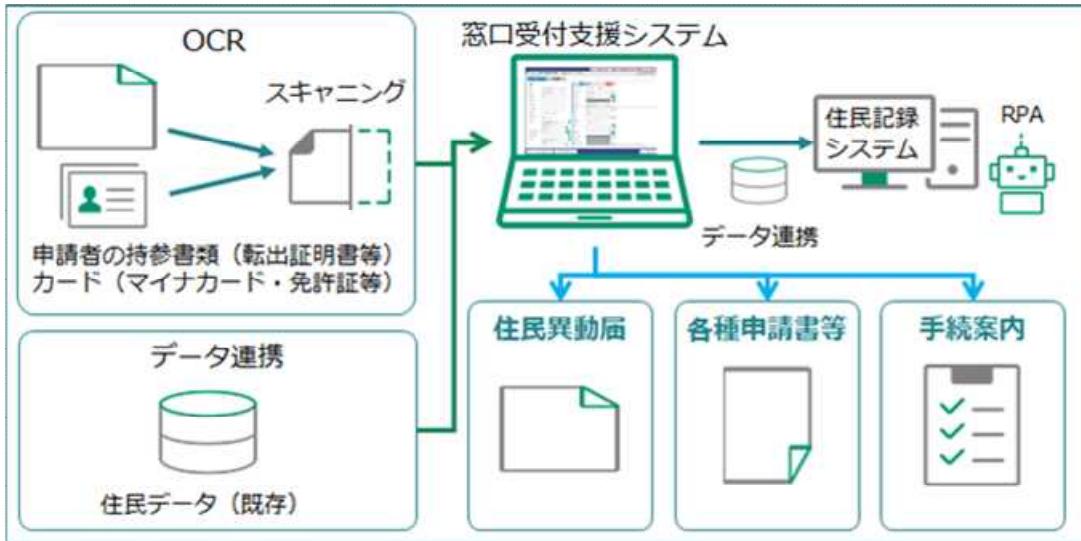 OCR
スキャニング
申請者の持参書類（転出証明書等）
カード（マイナカード・免許証等）
データ連携
住民データ（既存）
窓口受付支援システム
データ連携
住民記録
システム
RPA
住民異動届
各種申請書等
手続案内